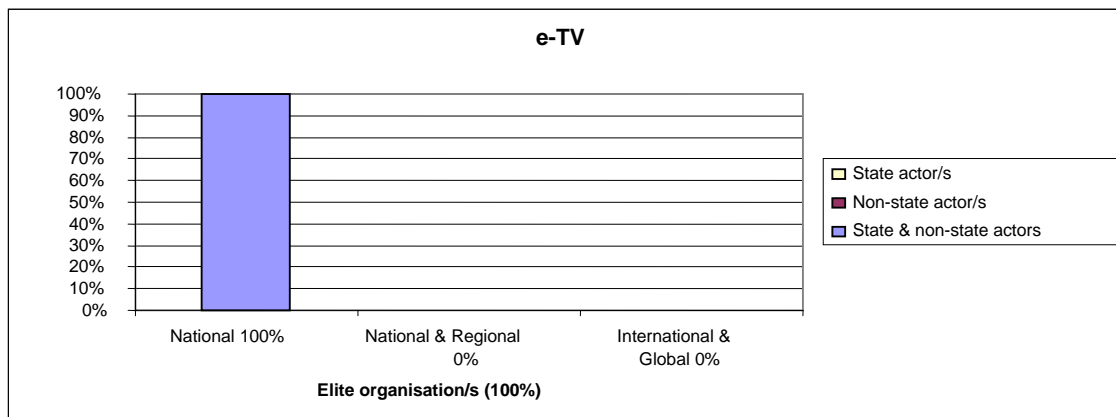 e-TV
100%
90%
80%
70%
60%
50%
40%
30%
20%
10%
0%
National 100%
National & Regional
0%
International &
Global 0%
Elite organisation/s (100%)
State actor/s
Non-state actor/s
State & non-state actors